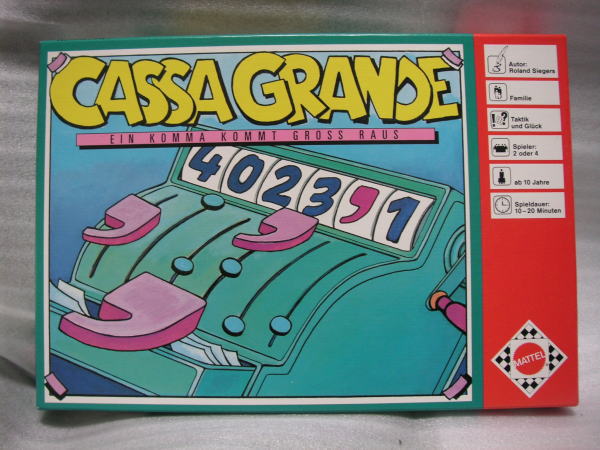 CASSA GRANDE
EIN KOMMA KOMMT GROSS RAUS
4023,1
Autor:
Roland Siegers
Familie
!?
Taktik
und Glück
Spieler:
2 oder 4
ab 10 Jahre
Spieldauer:
10–20 Minuten
MATTEL